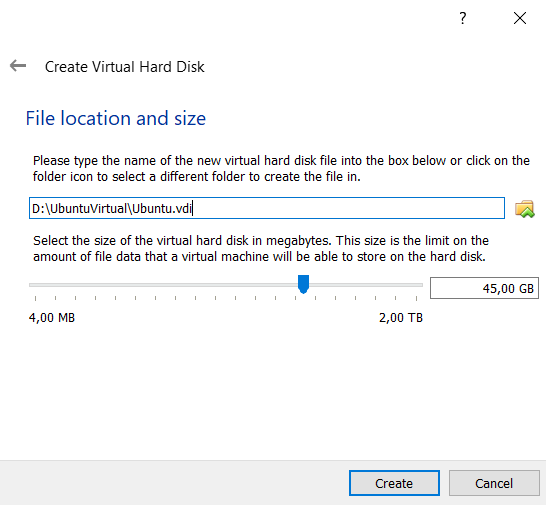 ?
Create Virtual Hard Disk
File location and size
Please type the name of the new virtual hard disk file into the box below or click on the
folder icon to select a different folder to create the file in.
D:\UbuntuVirtual\Ubuntu.vdi
Select the size of the virtual hard disk in megabytes. This size is the limit on the
amount of file data that a virtual machine will be able to store on the hard disk.
45,00 GB
4,00 MB 2,00 TB
Create Cancel